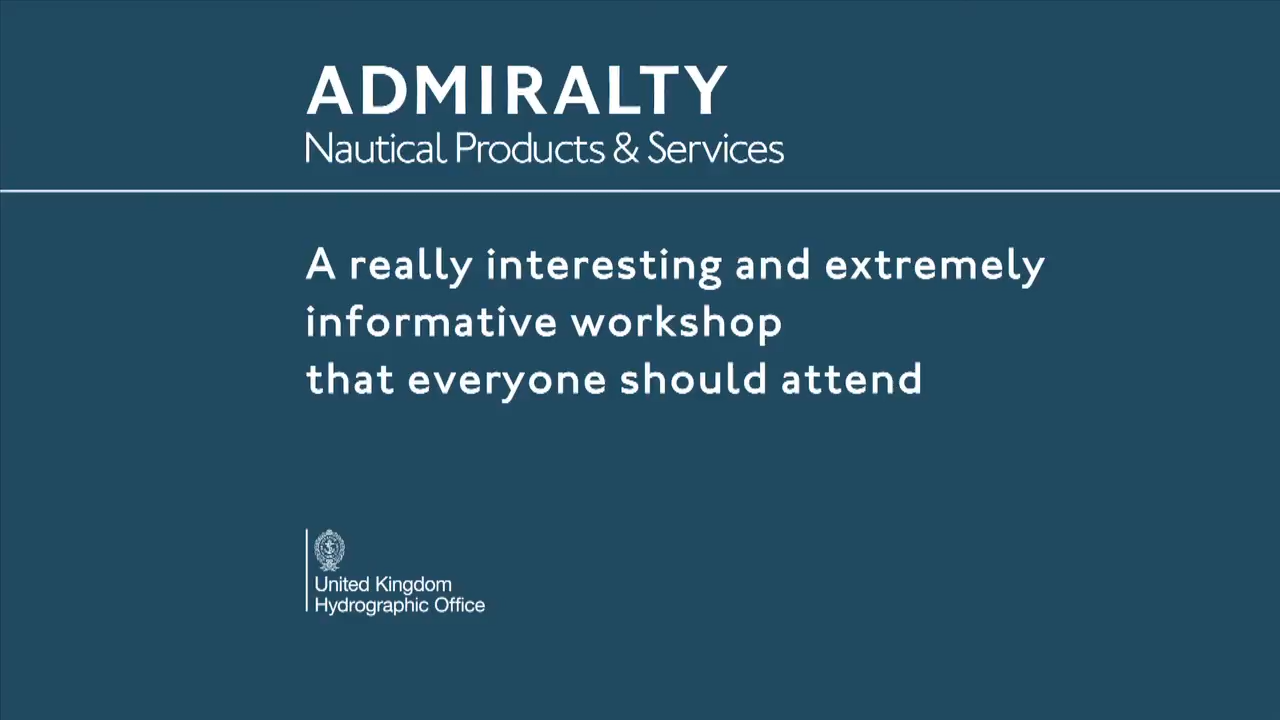 ADMIRALTY
Nautical Products & Services
A really interesting and extremely
informative workshop
that everyone should attend
United Kingdom
Hydrographic Office